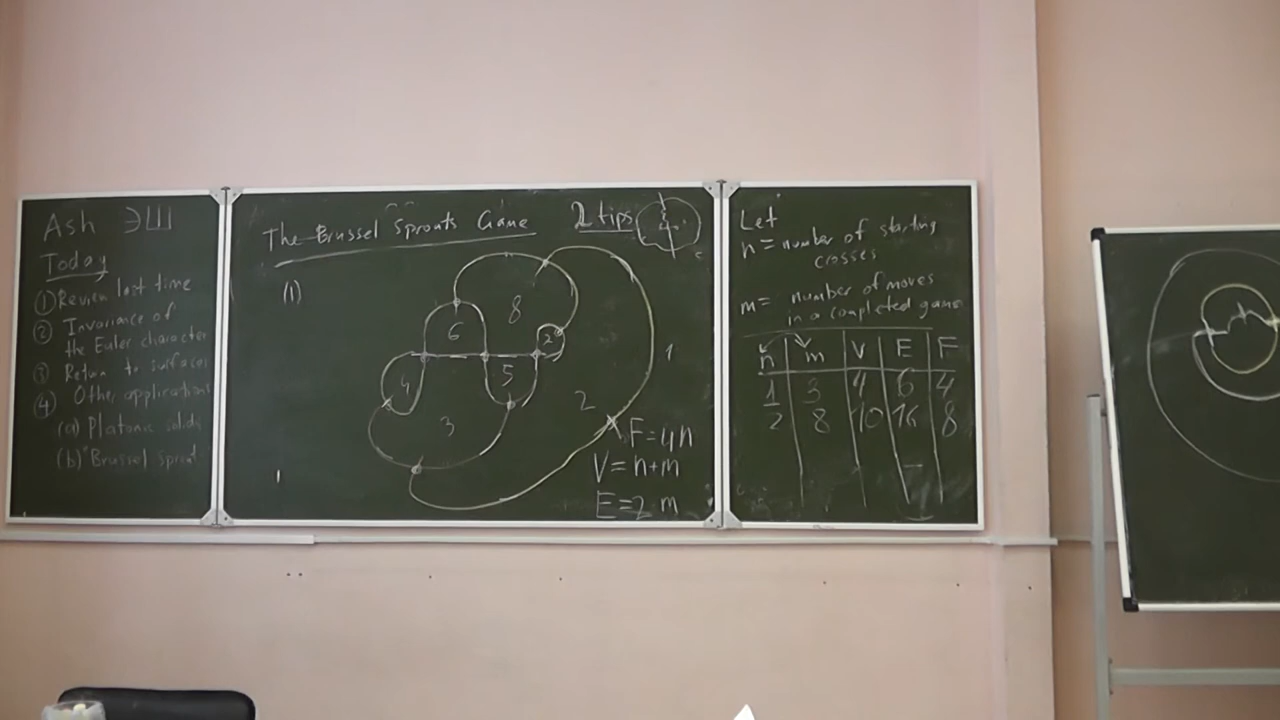 Ash ЭШ
Today
① Review last time
② Invariance of
the Euler character
③ Return to surfaces
④ Other applications
(a) Platonic solids
(b) Brussel sprout
The Brussel Sprouts Game
2 tips
(1)
8
6
2
4
5
1
3
2
F=4n
V=n+m
E=2m
Let
n= number of starting
crosses
m= number of moves
in a completed game
n m V E F
1 3 4 6 4
2 8 10 16 8